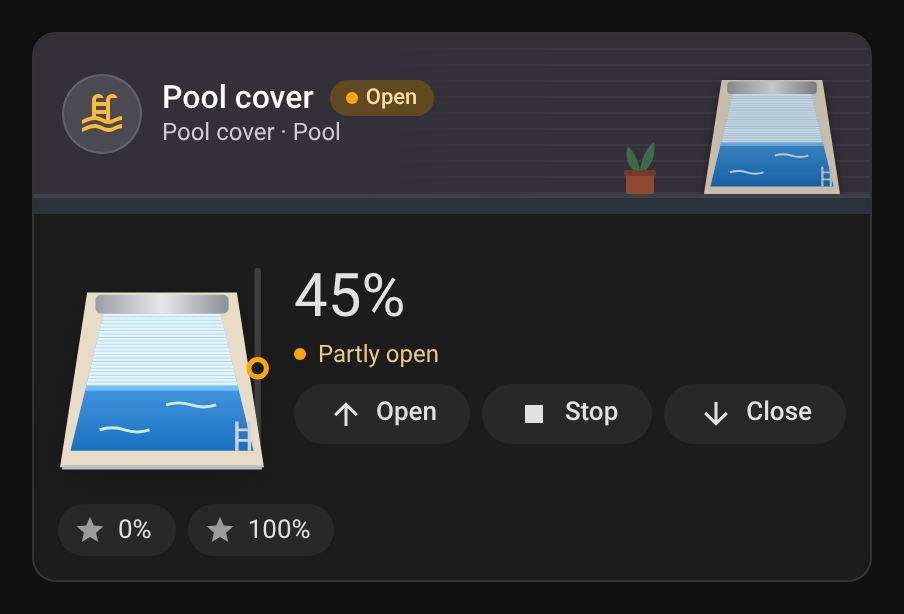 Pool cover
Open
Pool cover · Pool
45%
Partly open
Open
Stop
Close
0%
100%